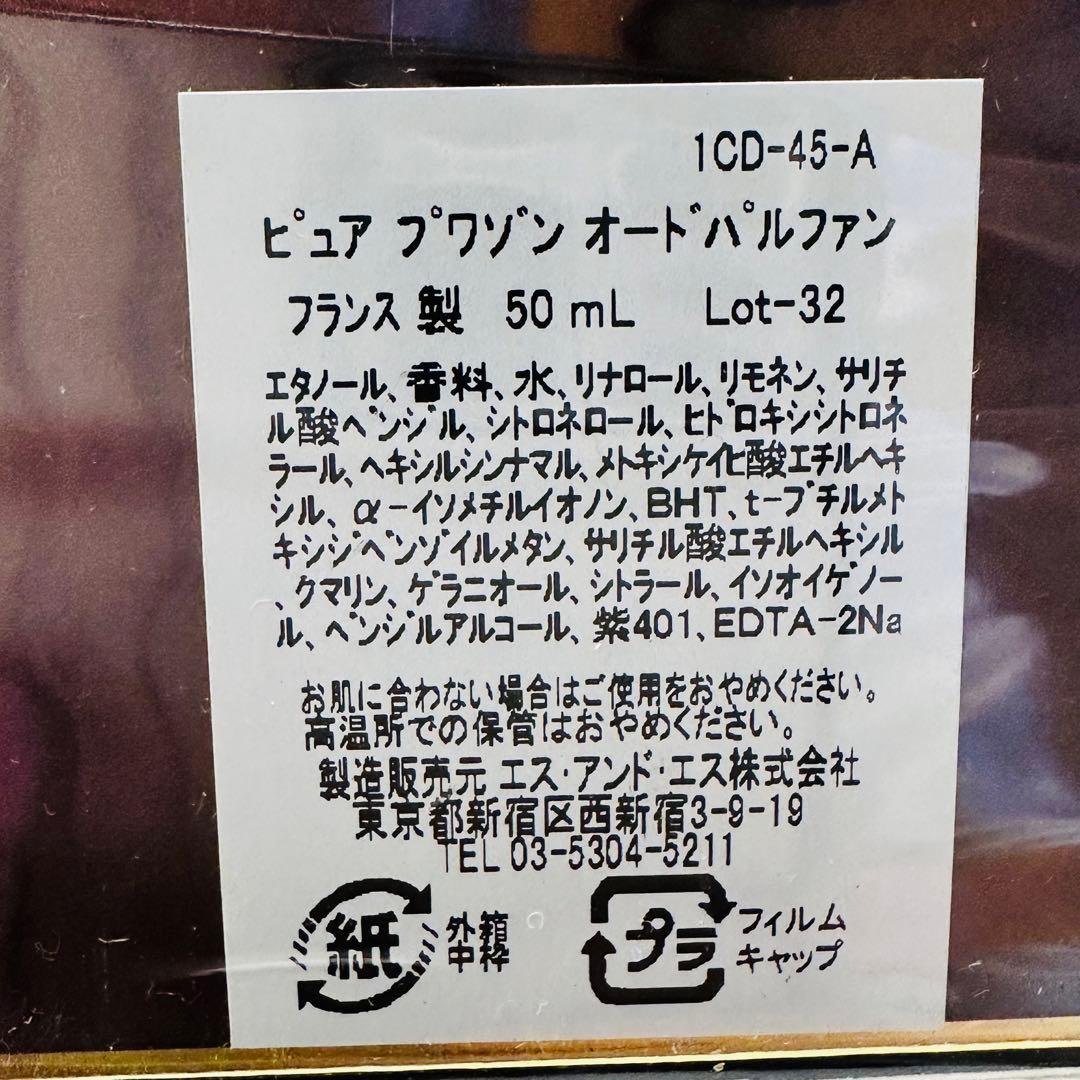 1CD-45-A
ピュア プワゾン オードパルファン
フランス 製 50 mL Lot-32
エタノール、香料、水、リナロール、リモネン、サリチ
ル酸ベンジル、シトロネロール、ヒドロキシシトロネ
ラール、ヘキシルシンナマル、メトキシケイヒ酸エチルヘキ
シル、α-イソメチルイオノン、BHT、t-ブチルメト
キシジベンゾイルメタン、サリチル酸エチルヘキシル
、クマリン、ゲラニオール、シトラール、イソオイゲノー
ル、ベンジルアルコール、紫401、EDTA-2Na
お肌に合わない場合はご使用をおやめください。
高温所での保管はおやめください。
製造販売元 エス・アンド・エス株式会社
東京都新宿区西新宿3-9-19
TEL 03-5304-5211
紙 外箱
中枠
プラ フィルム
キャップ